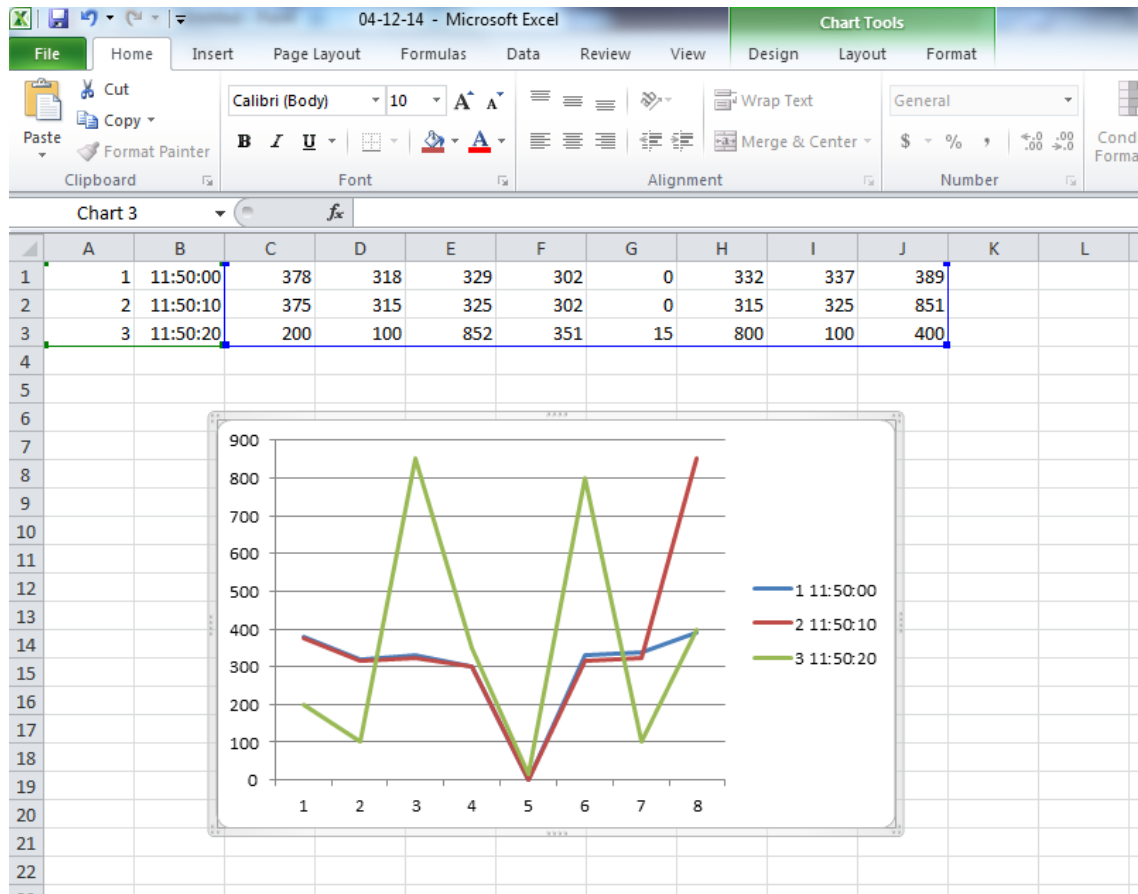 04-12-14 - Microsoft Excel
Chart Tools
File Home Insert Page Layout Formulas Data Review View Design Layout Format
Paste
Cut
Copy
Format Painter
Clipboard
Calibri (Body) 10 A A
B I U A
Font
Wrap Text
Merge & Center
Alignment
General
$ % , .0 .00 .00 .0
Number
Cond
Forma
Chart 3 fx
A B C D E F G H I J K L
1 1 11:50:00 378 318 329 302 0 332 337 389
2 2 11:50:10 375 315 325 302 0 315 325 851
3 3 11:50:20 200 100 852 351 15 800 100 400
4
5
6
7
8
9
10
11
12
13
14
15
16
17
18
19
20
21
22
900
800
700
600
500
400
300
200
100
0
1 2 3 4 5 6 7 8
1 11:50:00
2 11:50:10
3 11:50:20